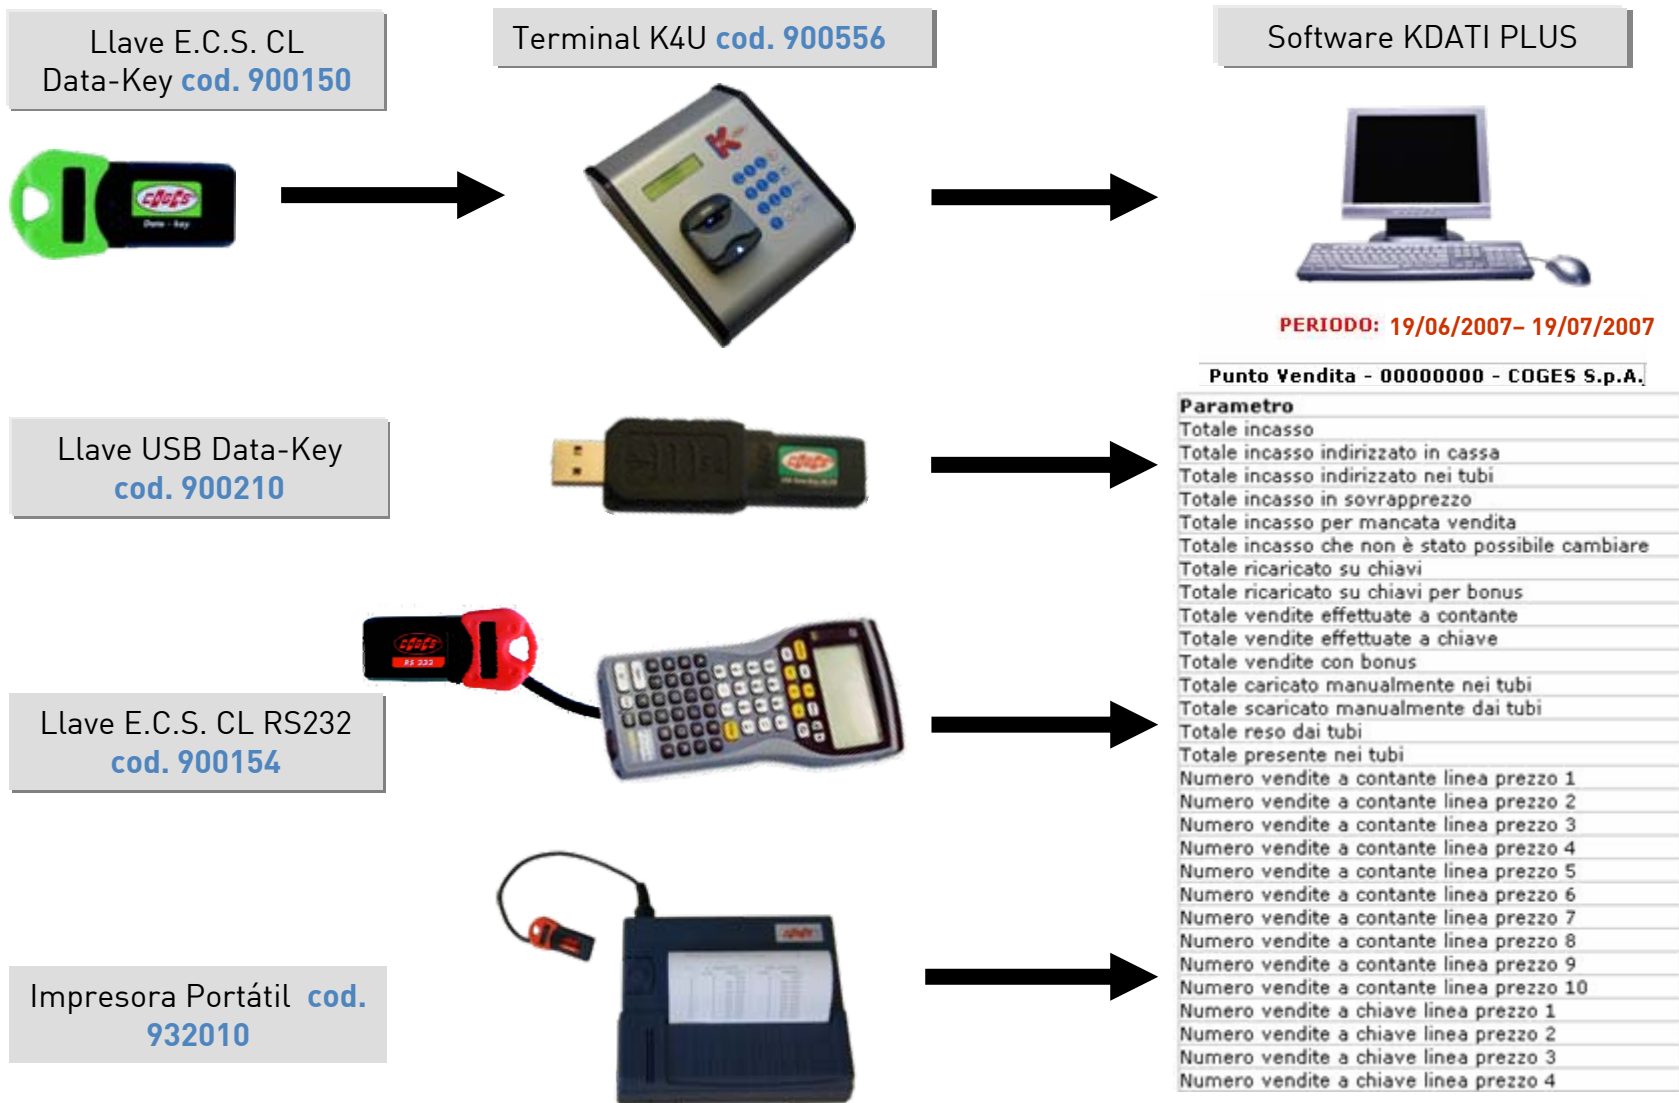 Llave E.C.S. CL
Data-Key cod. 900150
Terminal K4U cod. 900556
Software KDATI PLUS
COGES
Data - key
K
PERIODO: 19/06/2007– 19/07/2007
Punto Vendita - 00000000 - COGES S.p.A.
Llave USB Data-Key
cod. 900210
COGES
Llave E.C.S. CL RS232
cod. 900154
COGES
RS 232
Impresora Portátil cod.
932010
COGES
Parametro
Totale incasso
Totale incasso indirizzato in cassa
Totale incasso indirizzato nei tubi
Totale incasso in sovrapprezzo
Totale incasso per mancata vendita
Totale incasso che non è stato possibile cambiare
Totale ricaricato su chiavi
Totale ricaricato su chiavi per bonus
Totale vendite effettuate a contante
Totale vendite effettuate a chiave
Totale vendite con bonus
Totale caricato manualmente nei tubi
Totale scaricato manualmente dai tubi
Totale reso dai tubi
Totale presente nei tubi
Numero vendite a contante linea prezzo 1
Numero vendite a contante linea prezzo 2
Numero vendite a contante linea prezzo 3
Numero vendite a contante linea prezzo 4
Numero vendite a contante linea prezzo 5
Numero vendite a contante linea prezzo 6
Numero vendite a contante linea prezzo 7
Numero vendite a contante linea prezzo 8
Numero vendite a contante linea prezzo 9
Numero vendite a contante linea prezzo 10
Numero vendite a chiave linea prezzo 1
Numero vendite a chiave linea prezzo 2
Numero vendite a chiave linea prezzo 3
Numero vendite a chiave linea prezzo 4